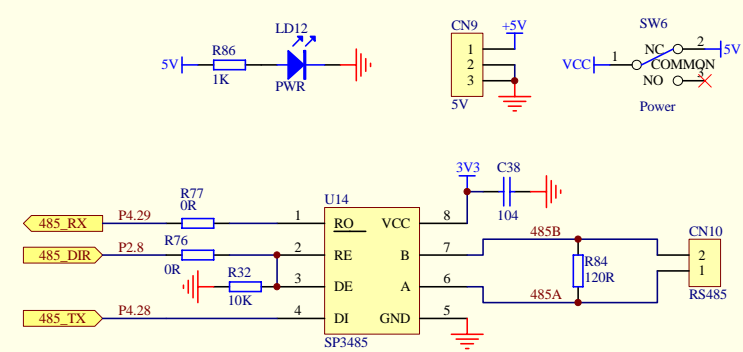 LD12
R86
5V
1K
PWR
CN9
+5V
1
2
3
5V
SW6
NC
2
5V
VCC
1
COMMON
NO
3
Power
3V3
C38
104
U14
R77
0R
485_RX
P4.29
1
RO
VCC
8
485_DIR
P2.8
R76
0R
2
RE
B
7
485B
R32
10K
3
DE
A
6
485A
R84
120R
CN10
2
1
RS485
485_TX
P4.28
4
DI
GND
5
SP3485